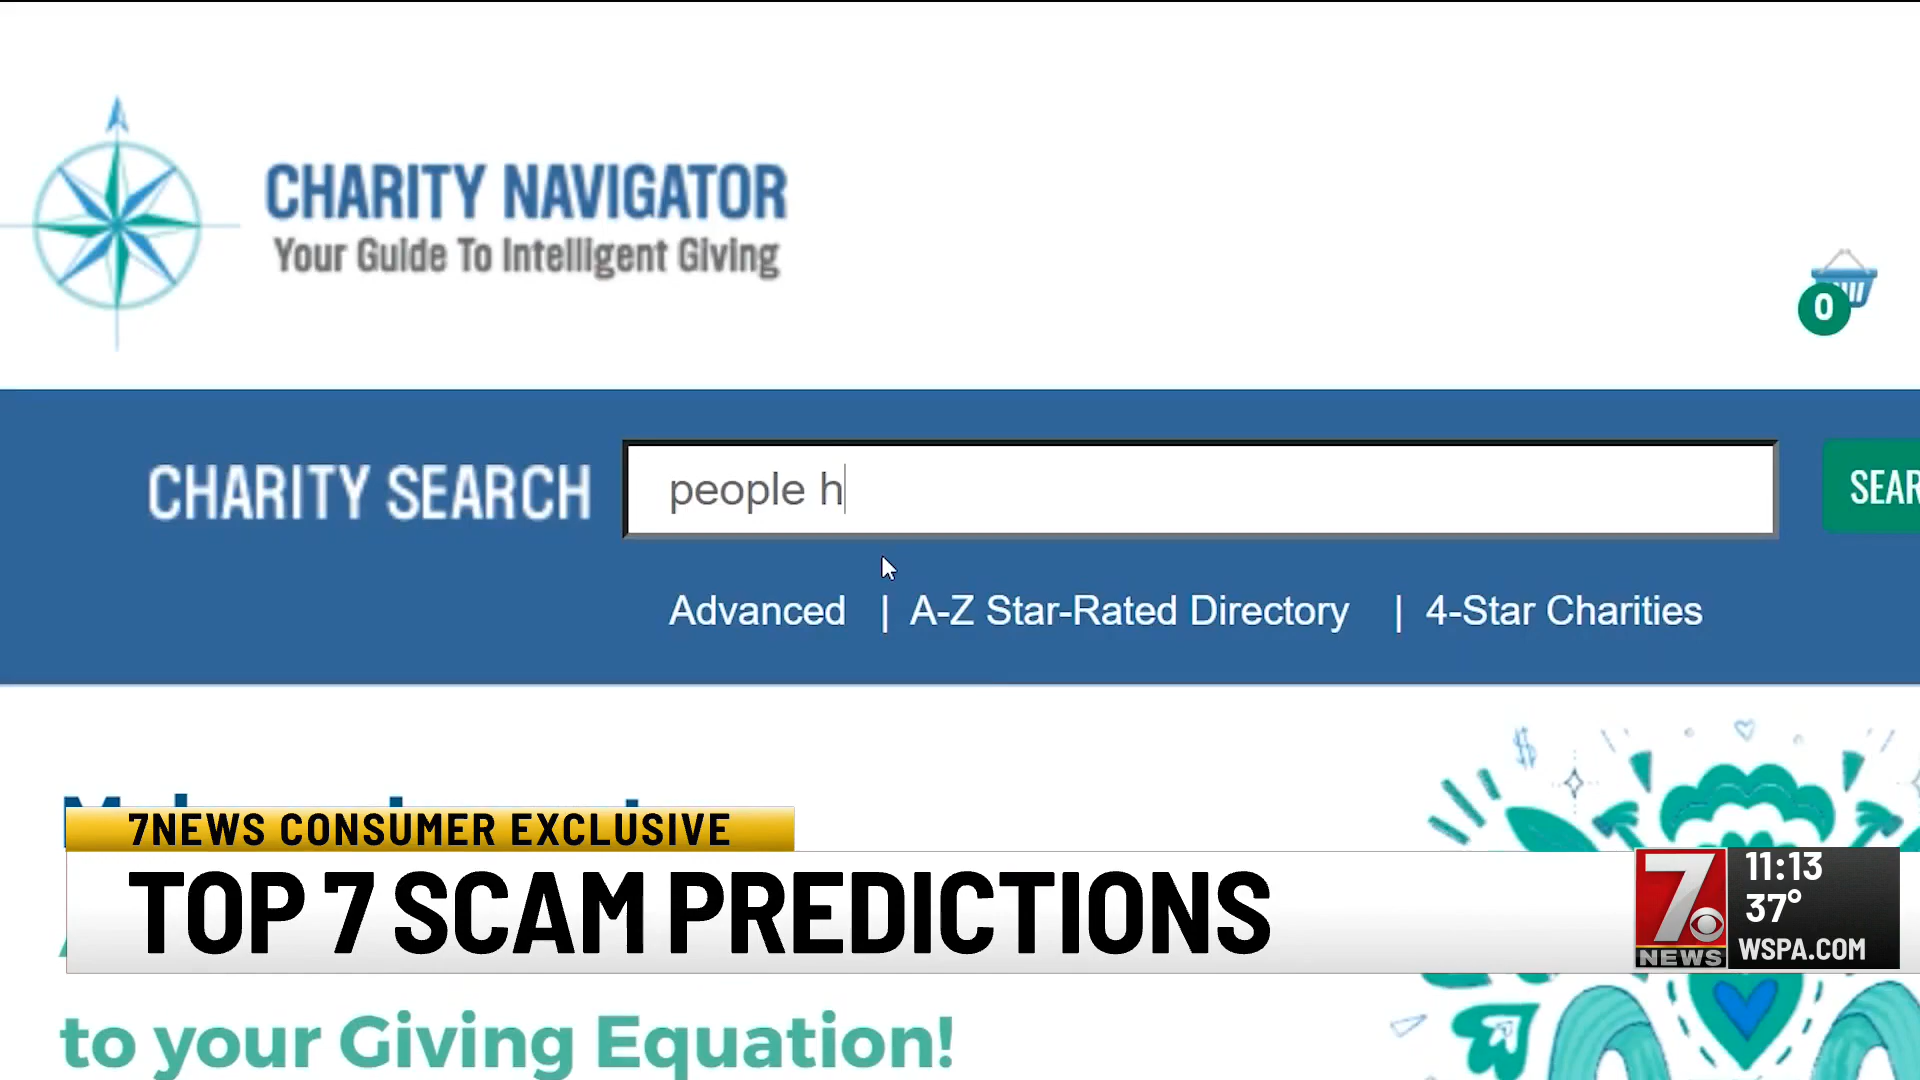 CHARITY NAVIGATOR
Your Guide To Intelligent Giving
0
CHARITY SEARCH
people h
Advanced | A-Z Star-Rated Directory | 4-Star Charities
7NEWS CONSUMER EXCLUSIVE
TOP 7 SCAM PREDICTIONS
7
NEWS
11:13
37°
WSPA.COM
to your Giving Equation!